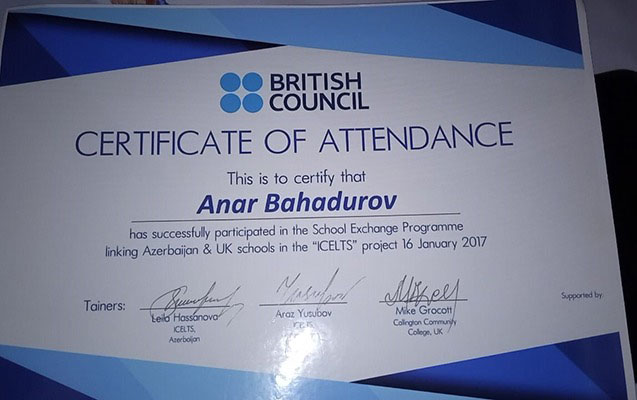 BRITISH
COUNCIL
CERTIFICATE OF ATTENDANCE
This is to certify that
Anar Bahadurov
has successfully participated in the School Exchange Programme
linking Azerbaijan & UK schools in the "ICELTS" project 16 January 2017
Tainers:
Leila Hassanova
ICELTS,
Azerbaijan
Araz Yusubov
Mike Grocott
Collington Community
College, UK
Supported by: